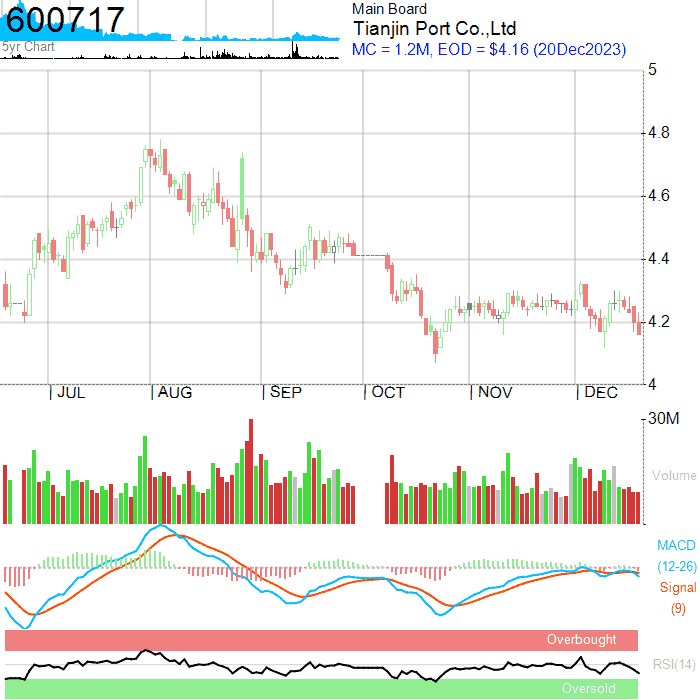 600717
5yr Chart
Main Board
Tianjin Port Co.,Ltd
MC = 1.2M, EOD = $4.16 (20Dec2023)
5
4.8
4.6
4.4
4.2
4
JUL
AUG
SEP
OCT
NOV
DEC
30M
Volume
MACD
(12-26)
Signal
(9)
Overbought
RSI(14)
Oversold